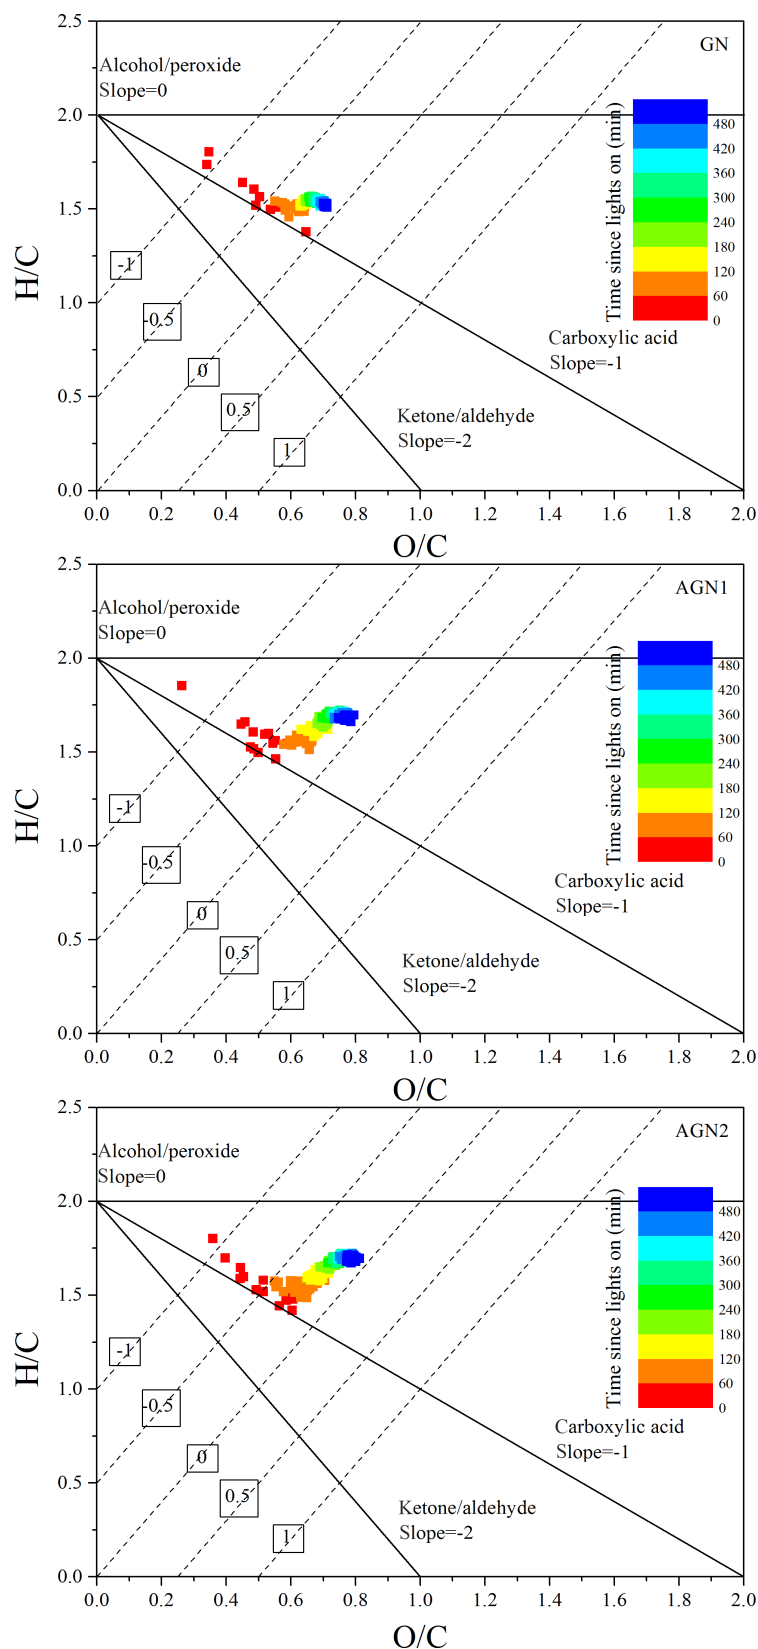 2.5
GN
Alcohol/peroxide
Slope=0
2.0
480
420
360
300
240
180
120
60
0
Time since lights on (min)
1.5
H/C
-1
1.0
-0.5
Carboxylic acid
Slope=-1
0
0.5
0.5
Ketone/aldehyde
Slope=-2
1
0.0
0.0 0.2 0.4 0.6 0.8 1.0 1.2 1.4 1.6 1.8 2.0
O/C
2.5
AGN1
Alcohol/peroxide
Slope=0
2.0
480
420
360
300
240
180
120
60
0
Time since lights on (min)
1.5
H/C
-1
1.0
-0.5
Carboxylic acid
Slope=-1
0
0.5
0.5
Ketone/aldehyde
Slope=-2
1
0.0
0.0 0.2 0.4 0.6 0.8 1.0 1.2 1.4 1.6 1.8 2.0
O/C
2.5
AGN2
Alcohol/peroxide
Slope=0
2.0
480
420
360
300
240
180
120
60
0
Time since lights on (min)
1.5
H/C
-1
1.0
-0.5
Carboxylic acid
Slope=-1
0
0.5
0.5
Ketone/aldehyde
Slope=-2
1
0.0
0.0 0.2 0.4 0.6 0.8 1.0 1.2 1.4 1.6 1.8 2.0
O/C